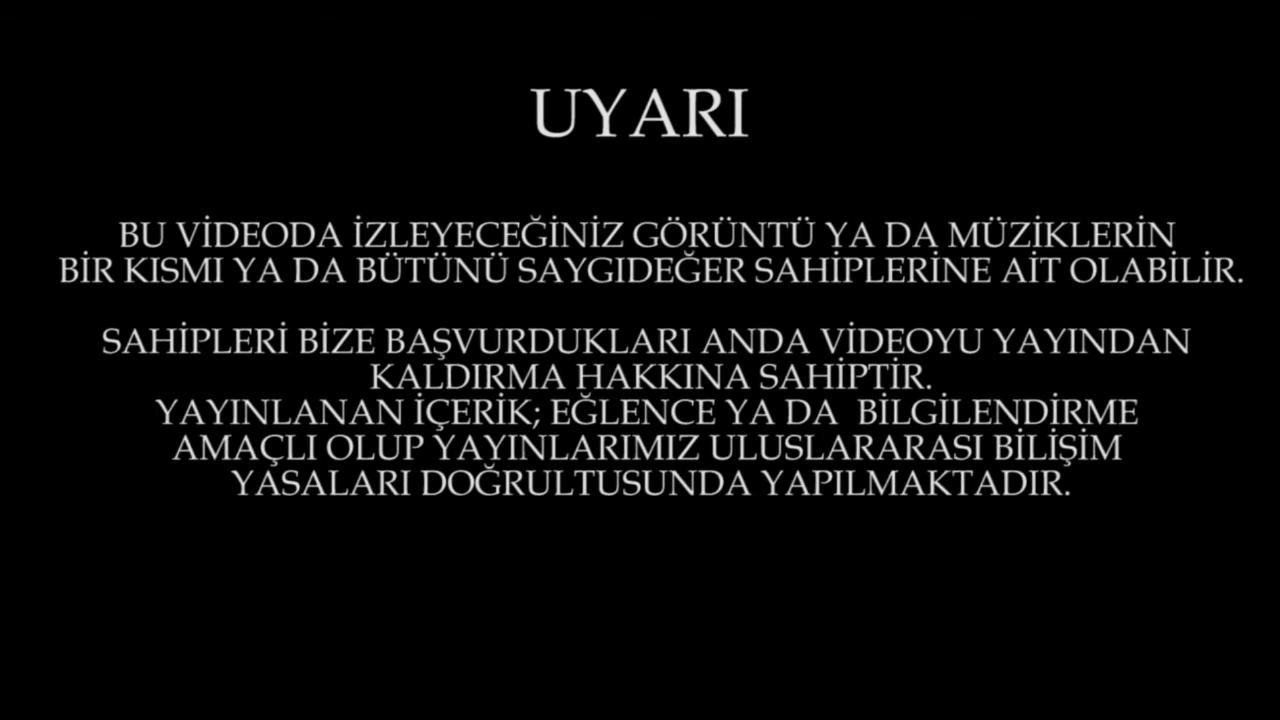 UYARI
BU VİDEODA İZLEYECEĞİNİZ GÖRÜNTÜ YA DA MÜZİKLERİN
BİR KISMI YA DA BÜTÜNÜ SAYGIDEĞER SAHİPLERİNE AİT OLABİLİR.
SAHİPLERİ BİZE BAŞVURDUKLARI ANDA VİDEOYU YAYINDAN
KALDIRMA HAKKINA SAHİPTİR.
YAYINLANAN İÇERİK; EĞLENCE YA DA  BİLGİLENDİRME
AMAÇLI OLUP YAYINLARIMIZ ULUSLARARASI BİLİŞİM
YASALARI DOĞRULTUSUNDA YAPILMAKTADIR.